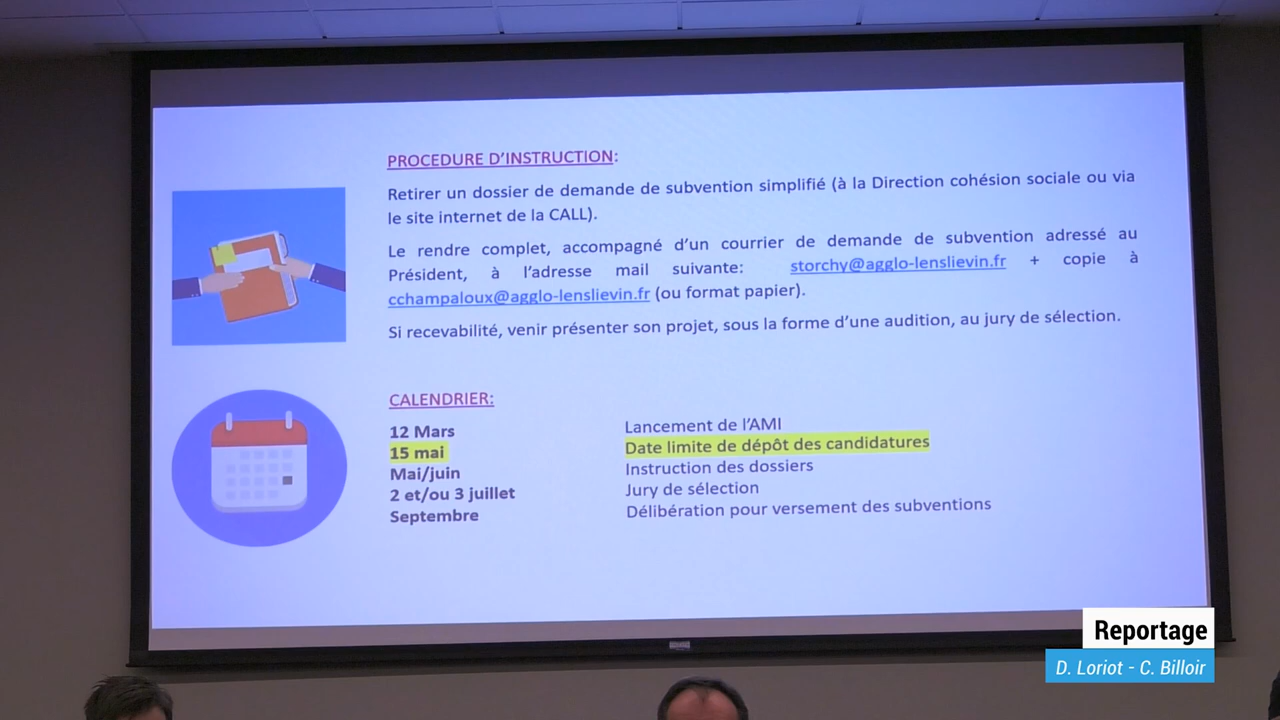 PROCEDURE D'INSTRUCTION:
Retirer un dossier de demande de subvention simplifié (à la Direction cohésion sociale ou via
le site internet de la CALL).
Le rendre complet, accompagné d'un courrier de demande de subvention adressé au
Président, à l'adresse mail suivante: storchy@agglo-lenslievin.fr + copie à
cchampaloux@agglo-lenslievin.fr (ou format papier).
Si recevabilité, venir présenter son projet, sous la forme d'une audition, au jury de sélection.
CALENDRIER:
12 Mars Lancement de l'AMI
15 mai Date limite de dépôt des candidatures
Mai/juin Instruction des dossiers
2 et/ou 3 juillet Jury de sélection
Septembre Délibération pour versement des subventions
Reportage
D. Loriot - C. Billoir